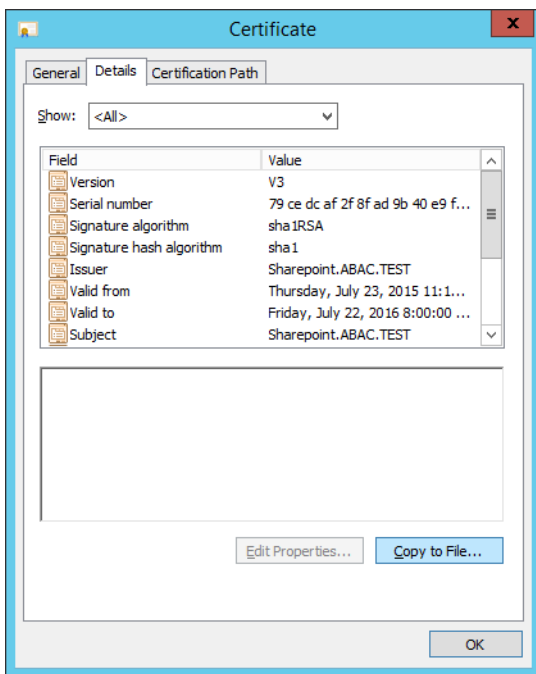 Certificate
x
General Details Certification Path
Show: <All>
Field Value
Version V3
Serial number 79 ce dc af 2f 8f ad 9b 40 e9 f...
Signature algorithm sha1RSA
Signature hash algorithm sha1
Issuer Sharepoint.ABAC.TEST
Valid from Thursday, July 23, 2015 11:1...
Valid to Friday, July 22, 2016 8:00:00 ...
Subject Sharepoint.ABAC.TEST
Edit Properties... Copy to File...
OK